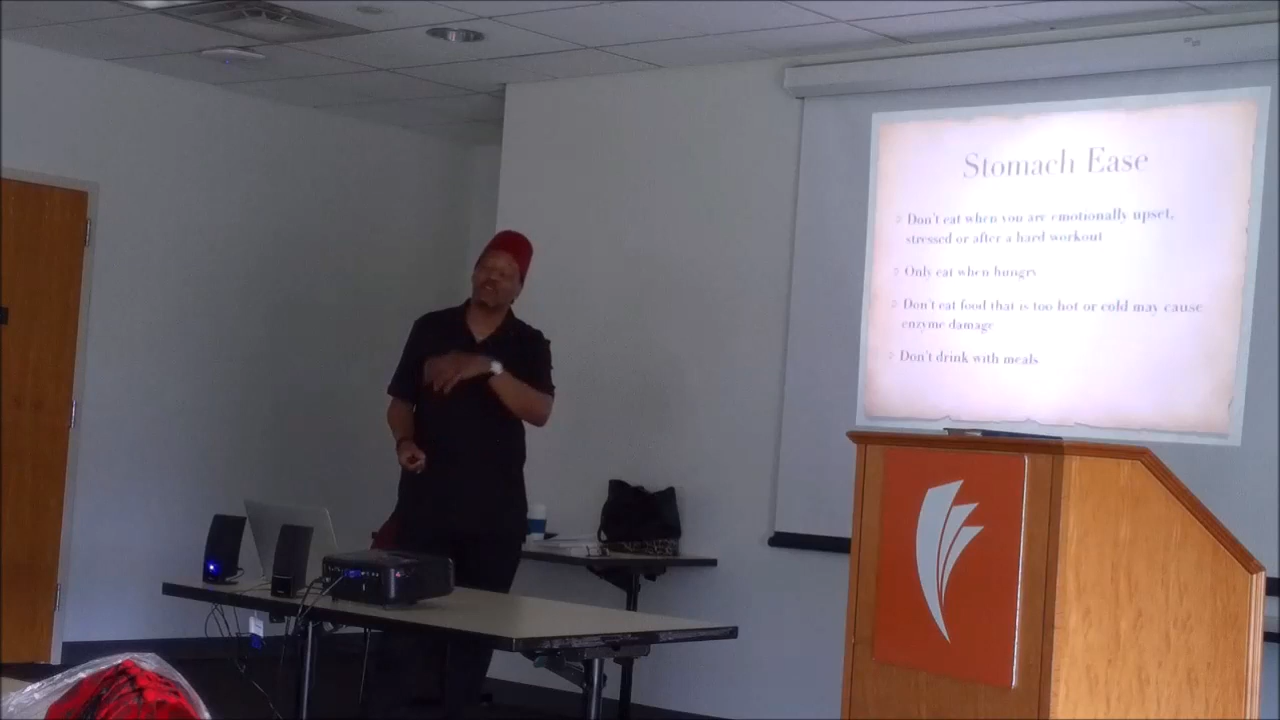 Stomach Ease
Don't eat when you are emotionally upset,
stressed or after a hard workout
Only eat when hungry
Don't eat food that is too hot or cold may cause
enzyme damage
Don't drink with meals